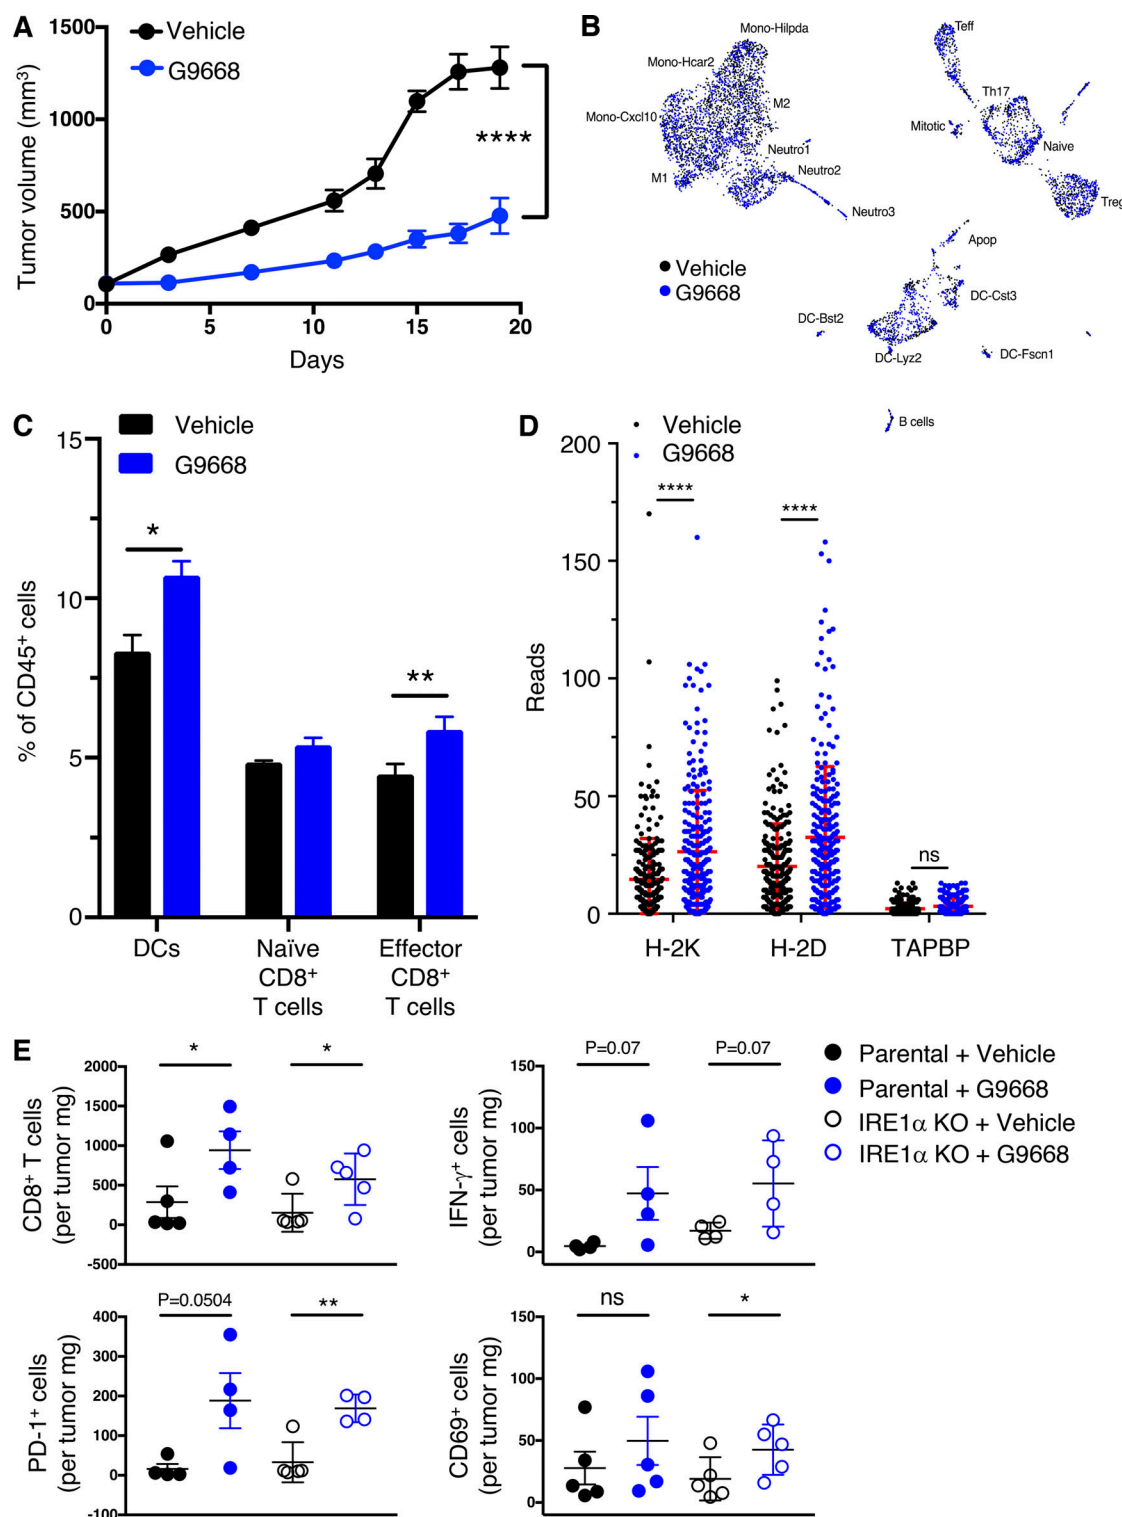 A
Vehicle
G9668
Tumor volume (mm³)
1500
1000
500
0
****
0 5 10 15 20
Days
B
Mono-Hilpda
Mono-Hcar2
Mono-Cxcl10
M2
Neutro1
M1
Neutro2
Neutro3
Teff
Th17
Mitotic
Naive
Treg
Apop
DC-Cst3
DC-Bst2
DC-Lyz2
DC-Fscn1
B cells
Vehicle
G9668
C
Vehicle
G9668
% of CD45⁺ cells
15
10
5
0
*
**
DCs
Naïve
CD8⁺
T cells
Effector
CD8⁺
T cells
D
Vehicle
G9668
Reads
200
150
100
50
0
****
****
ns
H-2K
H-2D
TAPBP
E
CD8⁺ T cells
(per tumor mg)
2000
1500
1000
500
0
-500
*
*
IFN-γ⁺ cells
(per tumor mg)
150
100
50
0
P=0.07
P=0.07
Parental + Vehicle
Parental + G9668
IRE1α KO + Vehicle
IRE1α KO + G9668
PD-1⁺ cells
(per tumor mg)
400
300
200
100
0
-100
P=0.0504
**
CD69⁺ cells
(per tumor mg)
150
100
50
0
ns
*